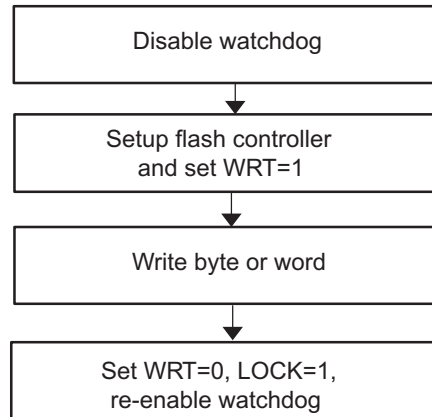 Disable watchdog
Setup flash controller
and set WRT=1
Write byte or word
Set WRT=0, LOCK=1,
re-enable watchdog